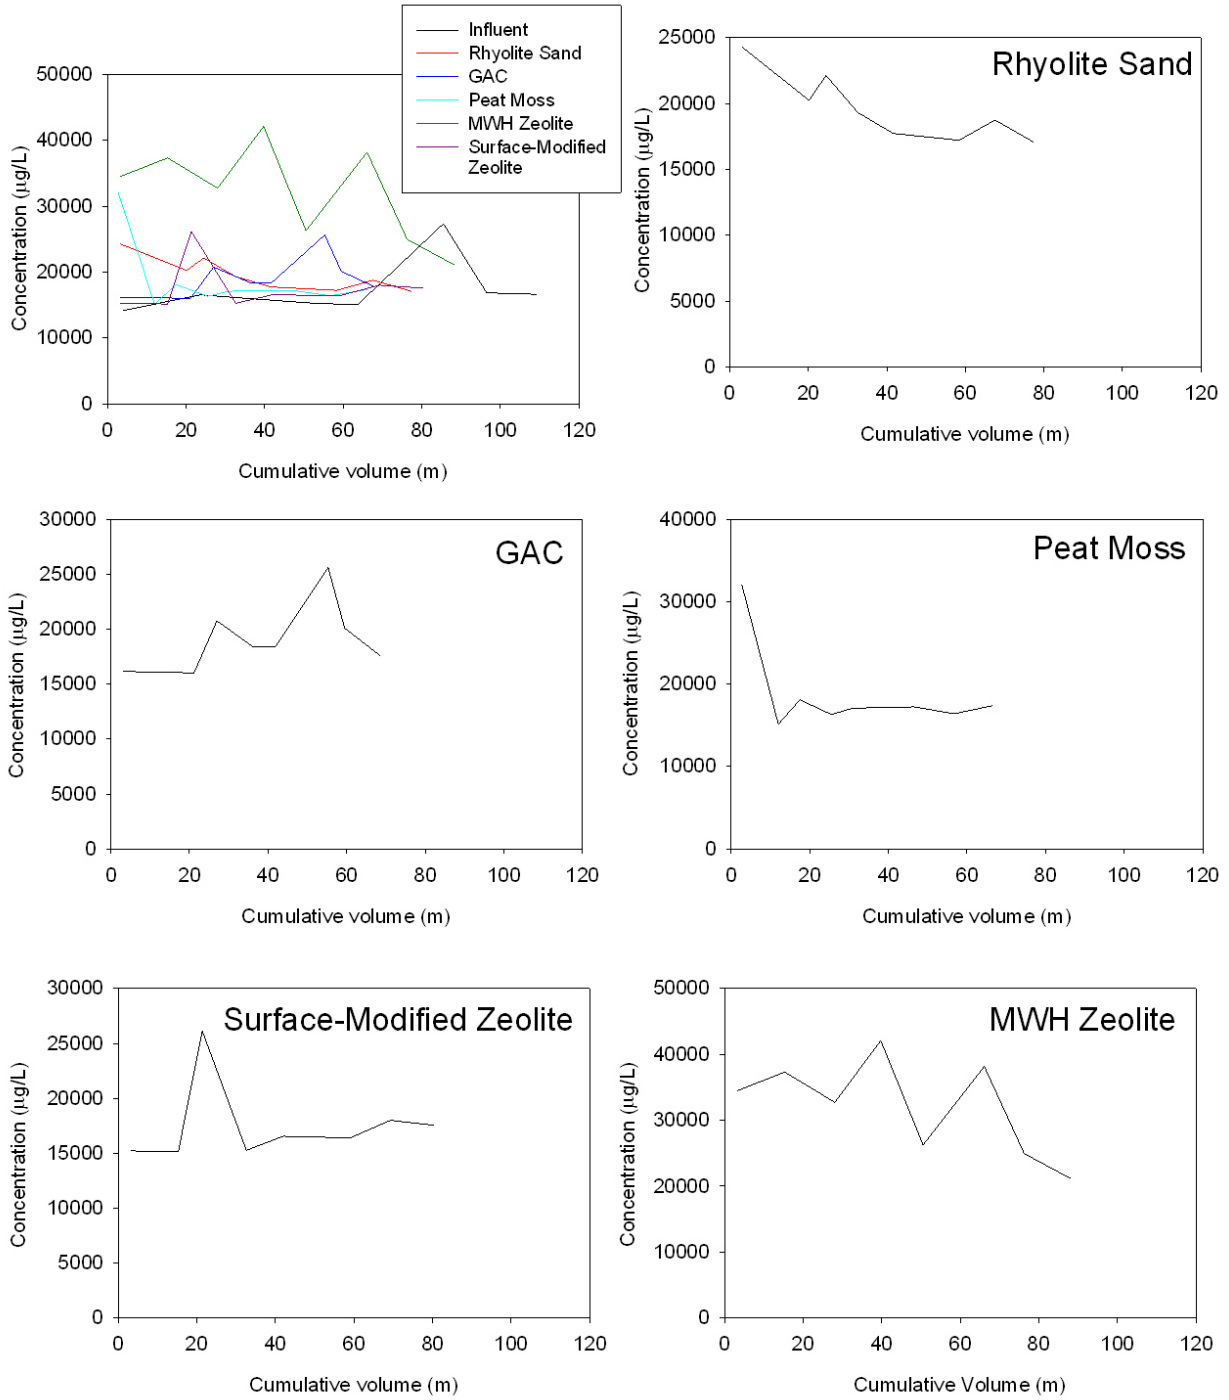 Influent
Rhyolite Sand
GAC
Peat Moss
MWH Zeolite
Surface-Modified
Zeolite
50000
40000
30000
20000
10000
0
Concentration (µg/L)
0 20 40 60 80 100 120
Cumulative volume (m)
Rhyolite Sand
25000
20000
15000
10000
5000
0
Concentration (µg/L)
0 20 40 60 80 100 120
Cumulative volume (m)
GAC
30000
25000
20000
15000
10000
5000
0
Concentration (µg/L)
0 20 40 60 80 100 120
Cumulative volume (m)
Peat Moss
40000
30000
20000
10000
0
Concentration (µg/L)
0 20 40 60 80 100 120
Cumulative volume (m)
Surface-Modified Zeolite
30000
25000
20000
15000
10000
5000
0
Concentration (µg/L)
0 20 40 60 80 100 120
Cumulative volume (m)
MWH Zeolite
50000
40000
30000
20000
10000
0
Concentration (µg/L)
0 20 40 60 80 100 120
Cumulative Volume (m)